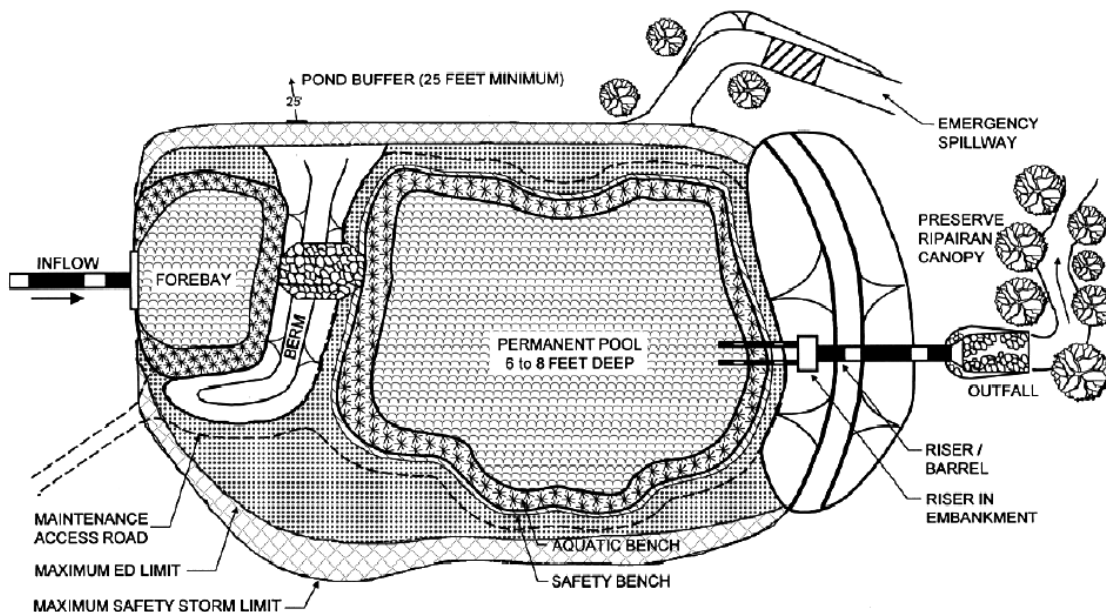 POND BUFFER (25 FEET MINIMUM)
25'
EMERGENCY
SPILLWAY
PRESERVE
RIPAIRAN
CANOPY
INFLOW
FOREBAY
BERM
PERMANENT POOL
6 to 8 FEET DEEP
OUTFALL
RISER /
BARREL
RISER IN
EMBANKMENT
MAINTENANCE
ACCESS ROAD
AQUATIC BENCH
MAXIMUM ED LIMIT
SAFETY BENCH
MAXIMUM SAFETY STORM LIMIT